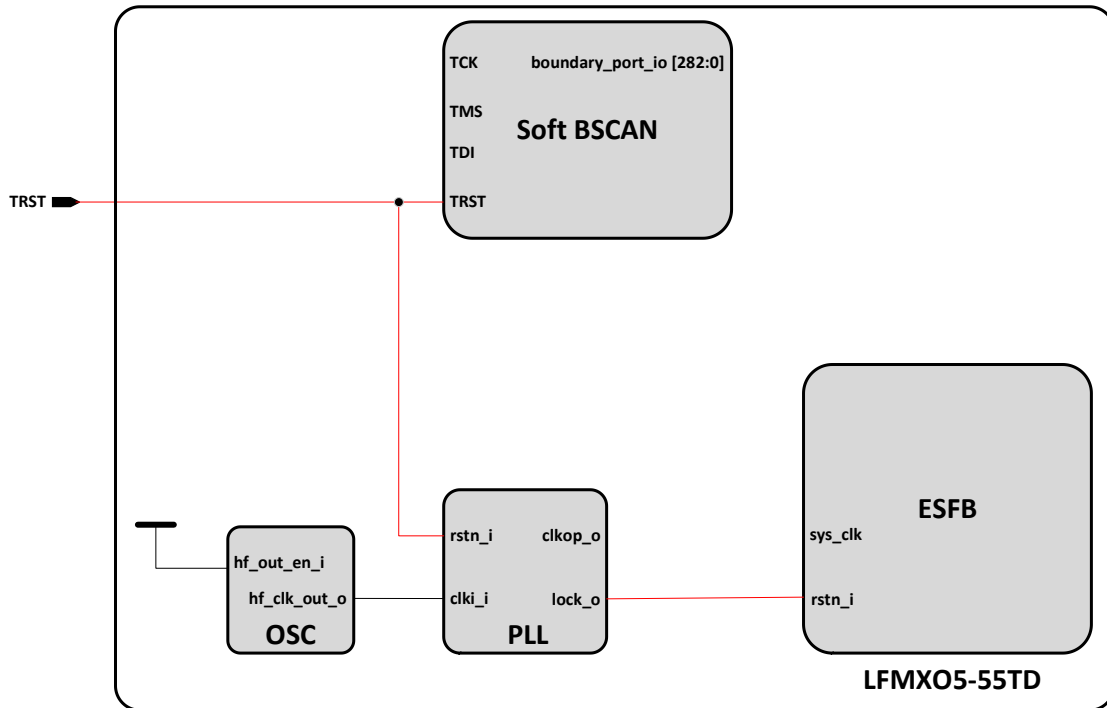 TCK boundary_port_io [282:0]
TMS
Soft BSCAN
TDI
TRST
TRST
ESFB
rstn_i clkop_o
sys_clk
hf_out_en_i
hf_clk_out_o
clki_i lock_o
rstn_i
OSC
PLL
LFMXO5-55TD